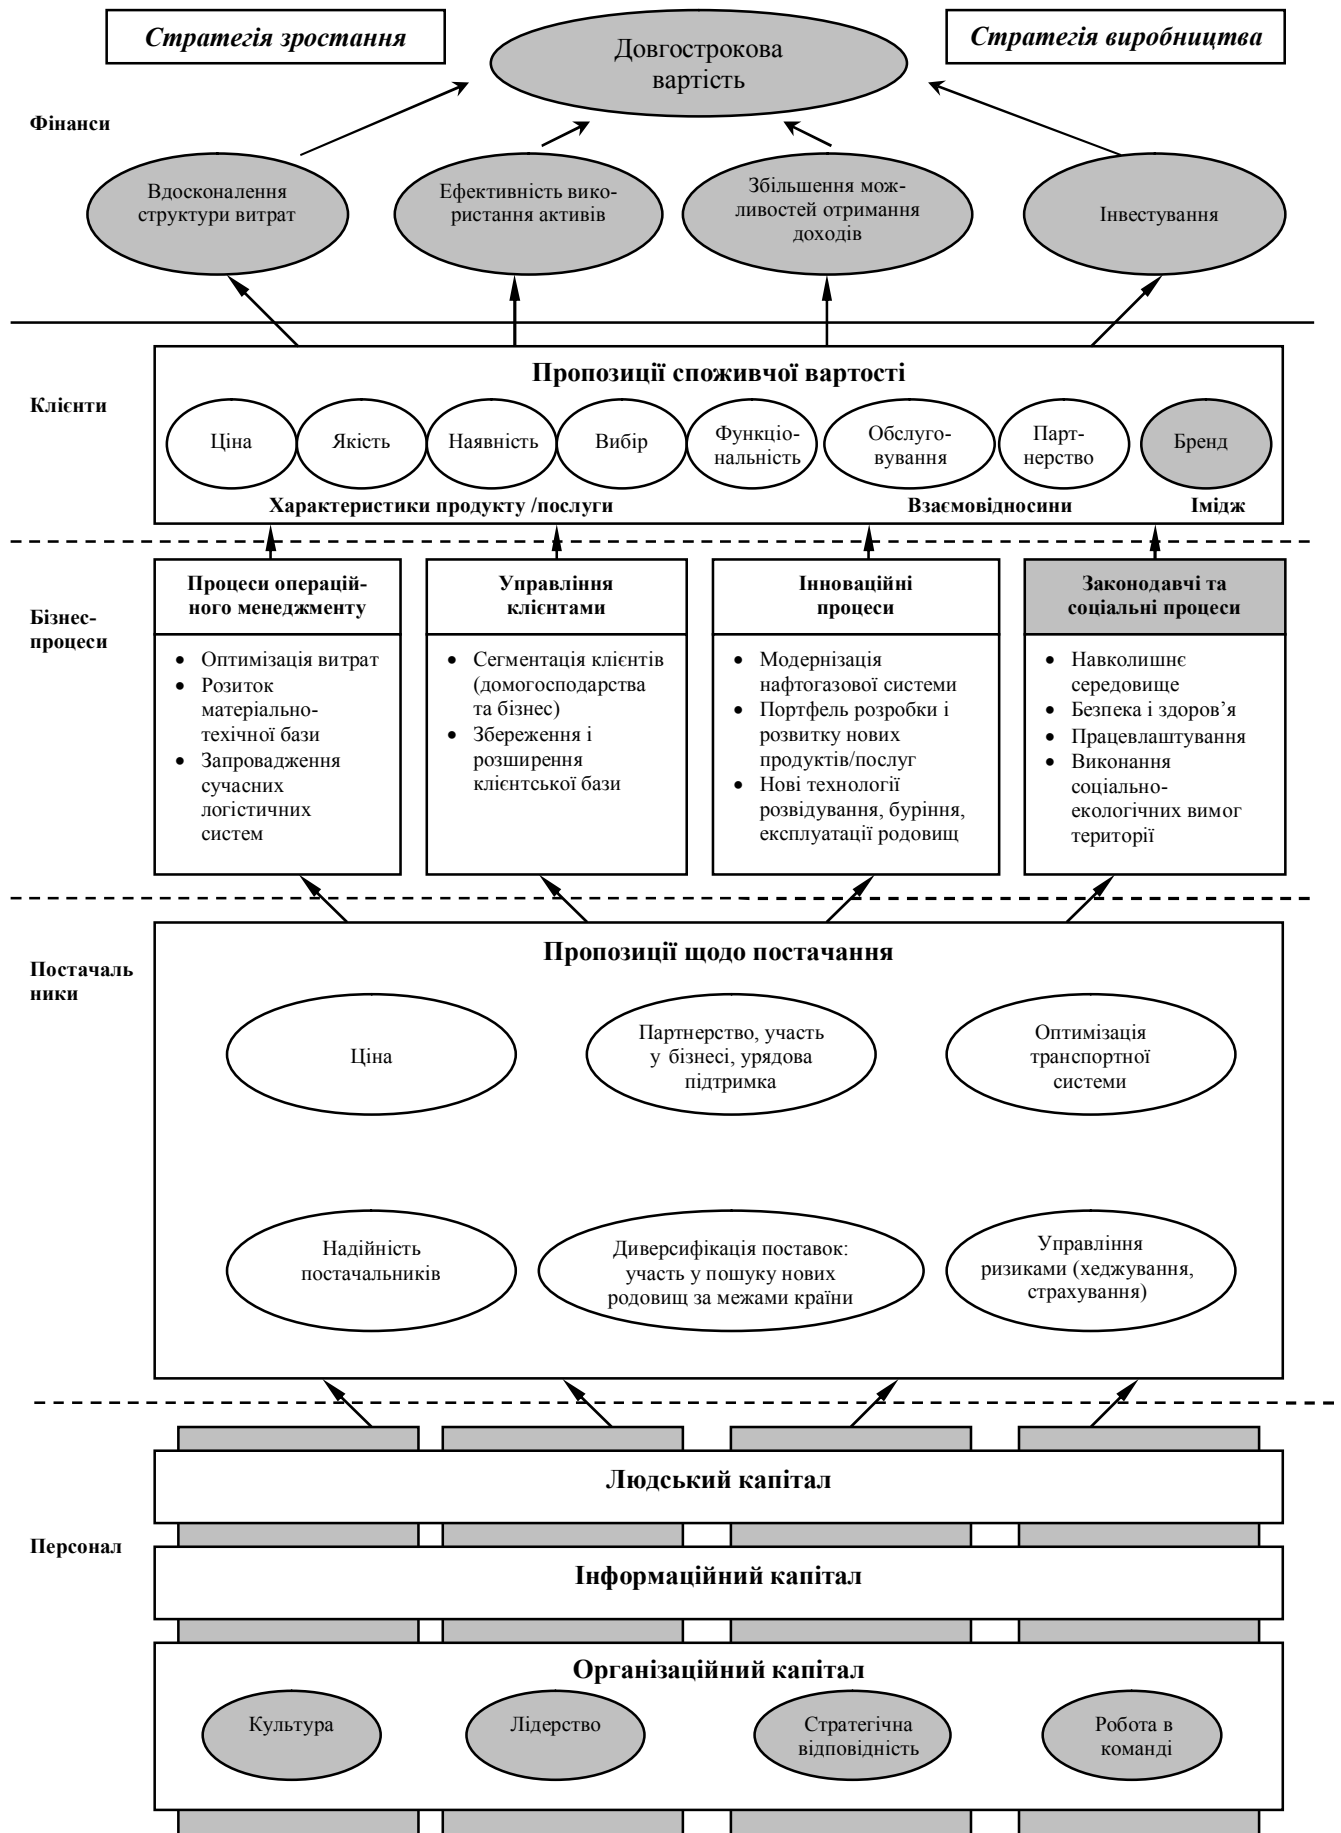 Стратегія зростання
Довгострокова
вартість
Стратегія виробництва
Фінанси
Вдосконалення
структури витрат
Ефективність вико-
ристання активів
Збільшення мож-
ливостей отримання
доходів
Інвестування
Пропозиції споживчої вартості
Клієнти
Ціна
Якість
Наявність
Вибір
Функціо-
нальність
Обслуго-
вування
Парт-
нерство
Бренд
Характеристики продукту /послуги
Взаємовідносини
Імідж
Бізнес-
процеси
Процеси операцій-
ного менеджменту
• Оптимізація витрат
• Розиток
матеріально-
техічної бази
• Запровадження
сучасних
логістичних
систем
Управління
клієнтами
• Сегментація клієнтів
(домогосподарства
та бізнес)
• Збереження і
розширення
клієнтської бази
Інноваційні
процеси
• Модернізація
нафтогазової системи
• Портфель розробки і
розвитку нових
продуктів/послуг
• Нові технології
розвідування, буріння,
експлуатації родовищ
Законодавчі та
соціальні процеси
• Навколишнє
середовище
• Безпека і здоров’я
• Працевлаштування
• Виконання
соціально-
екологічних вимог
території
Постачаль
ники
Пропозиції щодо постачання
Ціна
Партнерство, участь
у бізнесі, урядова
підтримка
Оптимізація
транспортної
системи
Надійність
постачальників
Диверсифікація поставок:
участь у пошуку нових
родовищ за межами країни
Управління
ризиками (хеджування,
страхування)
Персонал
Людський капітал
Інформаційний капітал
Організаційний капітал
Культура
Лідерство
Стратегічна
відповідність
Робота в
команді